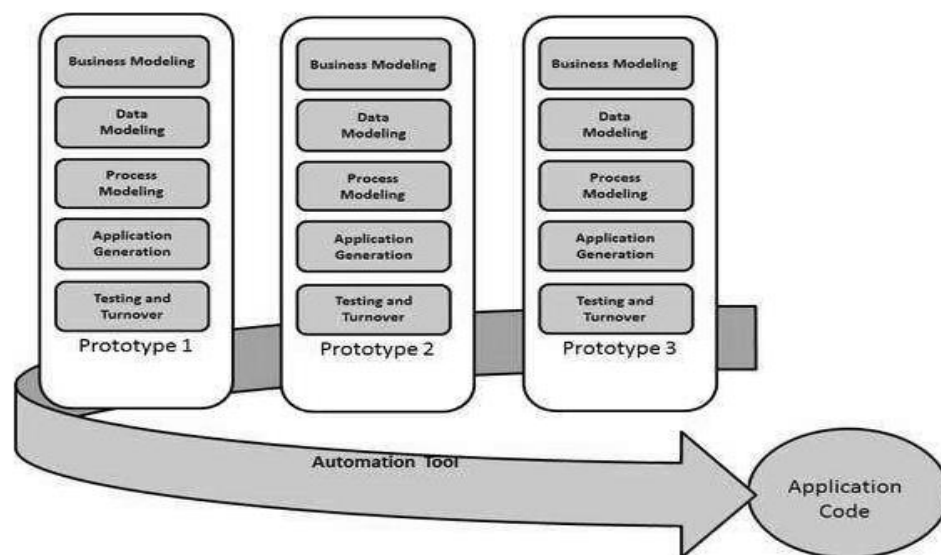 Business Modeling
Data
Modeling
Process
Modeling
Application
Generation
Testing and
Turnover
Prototype 1
Business Modeling
Data
Modeling
Process
Modeling
Application
Generation
Testing and
Turnover
Prototype 2
Business Modeling
Data
Modeling
Process
Modeling
Application
Generation
Testing and
Turnover
Prototype 3
Automation Tool
Application
Code